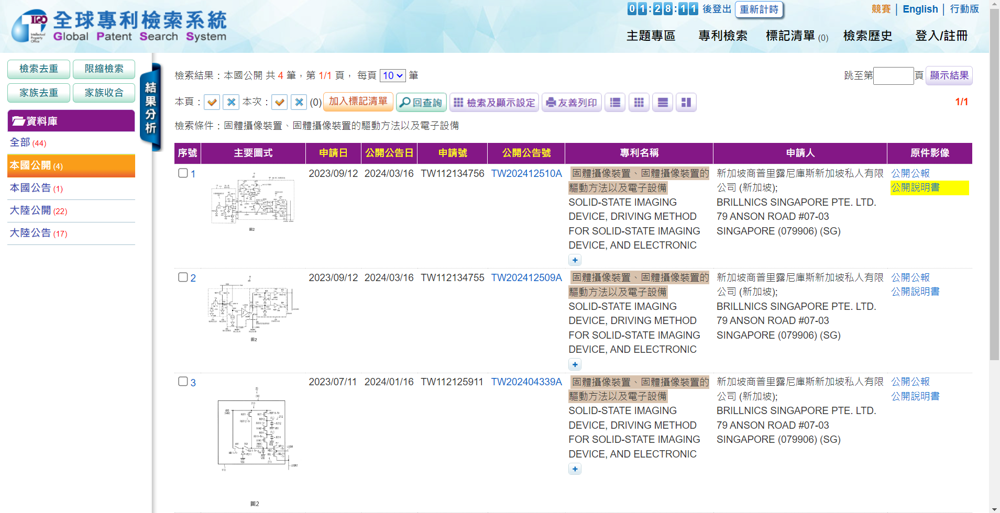 TIPO
Intellectual
Property
Office
全球專利檢索系統
Global Patent Search System
01:28:11 後登出 重新計時
競賽 | English | 行動版
主題專區 專利檢索 標記清單 (0) 檢索歷史 登入/註冊
檢索去重 限縮檢索
家族去重 家族收合
資料庫
全部 (44)
本國公開 (4)
本國公告 (1)
大陸公開 (22)
大陸公告 (17)
結果分析
檢索結果：本國公開 共 4 筆，第 1/1 頁， 每頁 10 筆
跳至第 頁 顯示結果
本頁： 本次： (0) 加入標記清單 回查詢 檢索及顯示設定 友善列印
1/1
檢索條件：固體攝像裝置、固體攝像裝置的驅動方法以及電子設備
序號 主要圖式 申請日 公開公告日 申請號 公開公告號 專利名稱 申請人 原件影像
1 2023/09/12 2024/03/16 TW112134756 TW202412510A
固體攝像裝置、固體攝像裝置的
驅動方法以及電子設備
SOLID-STATE IMAGING
DEVICE, DRIVING METHOD
FOR SOLID-STATE IMAGING
DEVICE, AND ELECTRONIC
+
新加坡商普里露尼庫斯新加坡私人有限
公司 (新加坡);
BRILLNICS SINGAPORE PTE. LTD.
79 ANSON ROAD #07-03
SINGAPORE (079906) (SG)
公開公報
公開說明書
圖2
2 2023/09/12 2024/03/16 TW112134755 TW202412509A
固體攝像裝置、固體攝像裝置的
驅動方法以及電子設備
SOLID-STATE IMAGING
DEVICE, DRIVING METHOD
FOR SOLID-STATE IMAGING
DEVICE, AND ELECTRONIC
+
新加坡商普里露尼庫斯新加坡私人有限
公司 (新加坡);
BRILLNICS SINGAPORE PTE. LTD.
79 ANSON ROAD #07-03
SINGAPORE (079906) (SG)
公開公報
公開說明書
圖2
3 2023/07/11 2024/01/16 TW112125911 TW202404339A
固體攝像裝置、固體攝像裝置的
驅動方法以及電子設備
SOLID-STATE IMAGING
DEVICE, DRIVING METHOD
FOR SOLID-STATE IMAGING
DEVICE, AND ELECTRONIC
+
新加坡商普里露尼庫斯新加坡私人有限
公司 (新加坡);
BRILLNICS SINGAPORE PTE. LTD.
79 ANSON ROAD #07-03
SINGAPORE (079906) (SG)
公開公報
公開說明書
圖2